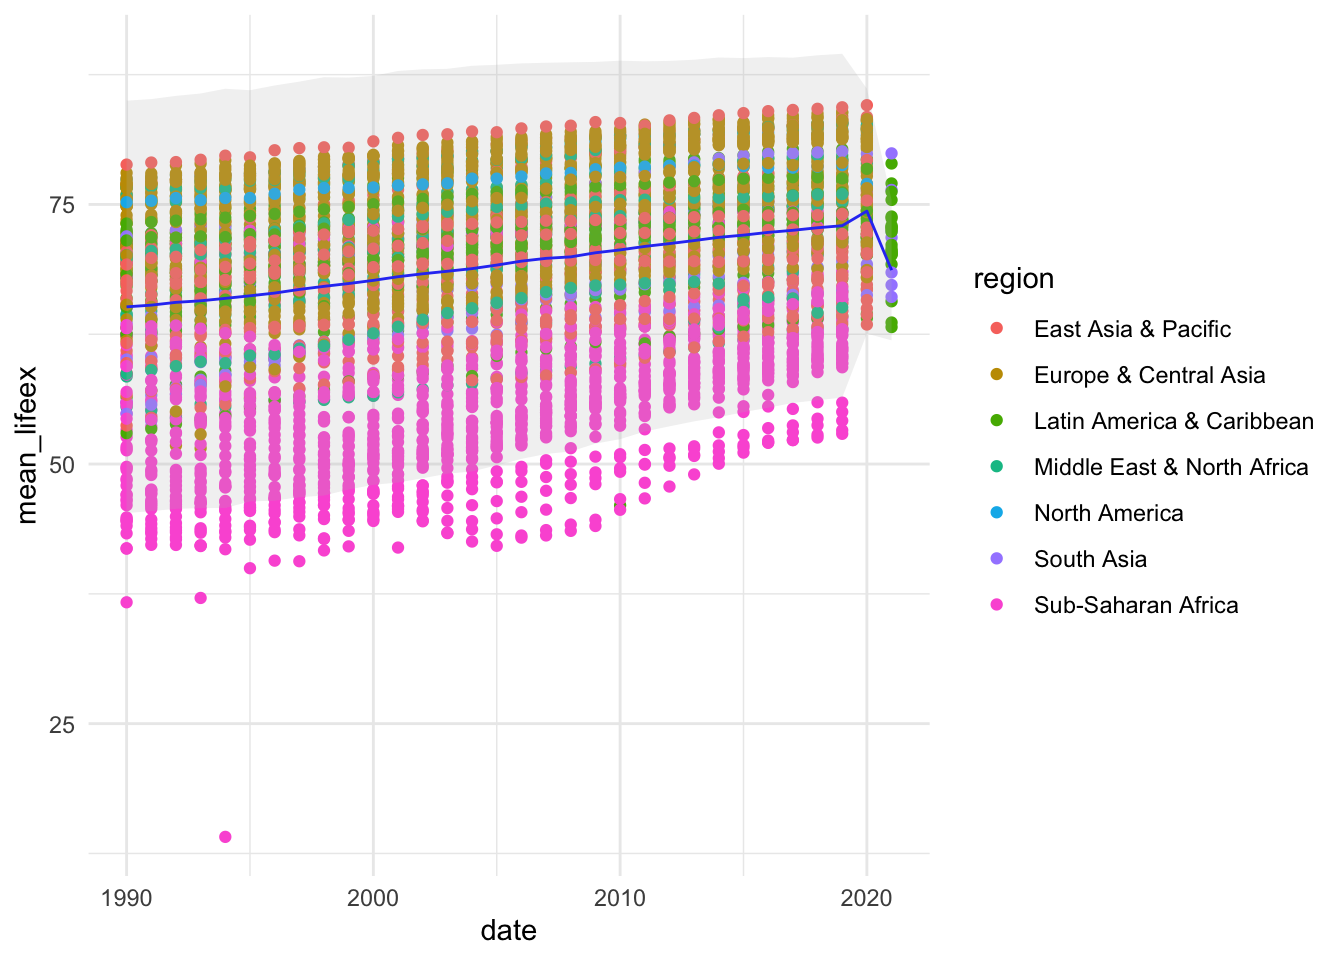 mean_lifeex
75
50
25
1990
2000
2010
2020
date
region
East Asia & Pacific
Europe & Central Asia
Latin America & Caribbean
Middle East & North Africa
North America
South Asia
Sub-Saharan Africa